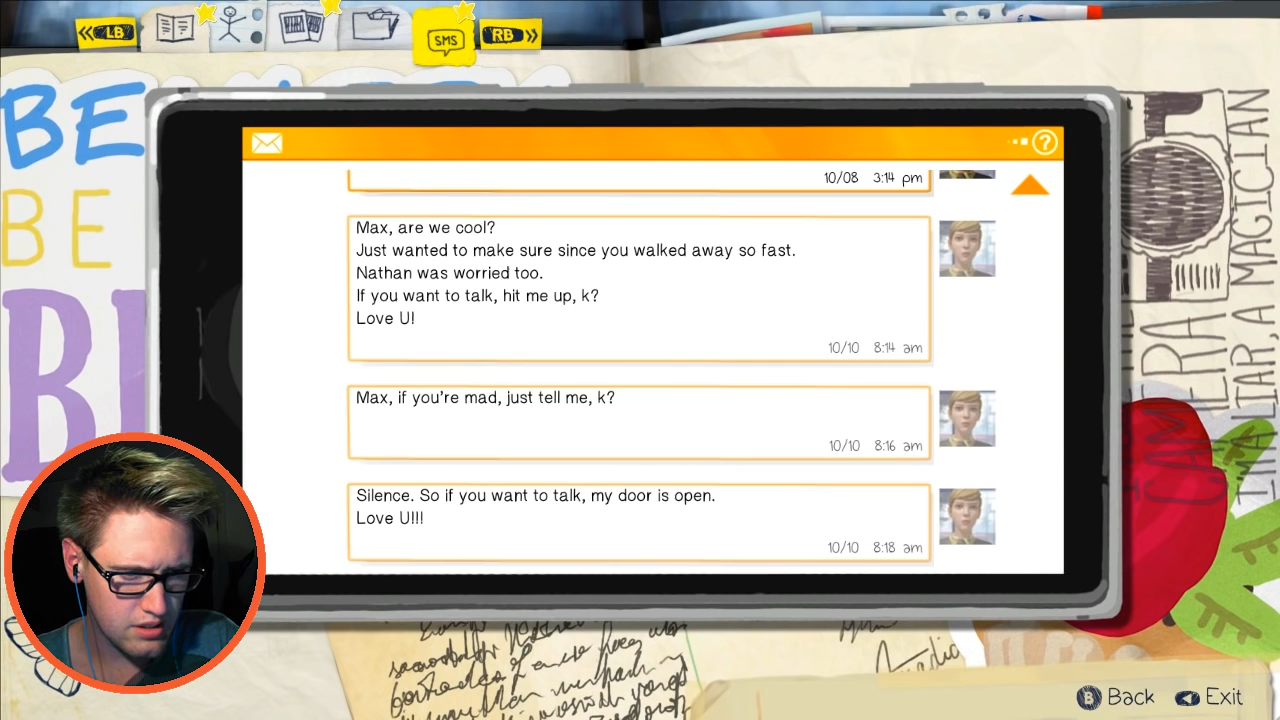 LB
SMS
RB
10/08 3:14 pm
Max, are we cool?
Just wanted to make sure since you walked away so fast.
Nathan was worried too.
If you want to talk, hit me up, k?
Love U!
10/10 8:14 am
Max, if you're mad, just tell me, k?
10/10 8:16 am
Silence. So if you want to talk, my door is open.
Love U!!!
10/10 8:18 am
BE
BE
CAMERA
A MAGICIAN
B Back
Exit